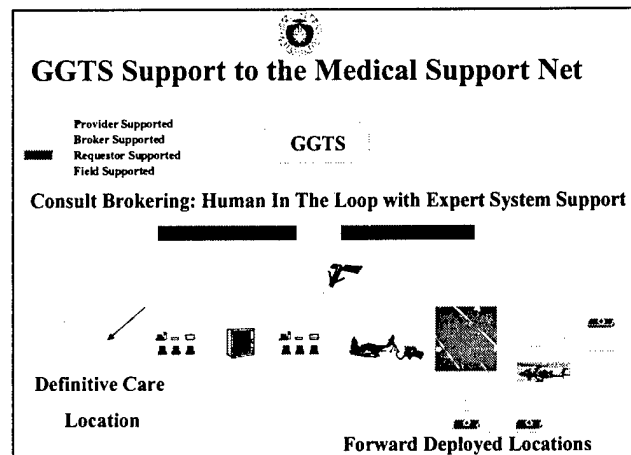 GGTS Support to the Medical Support Net
Provider Supported
Broker Supported
Requestor Supported
Field Supported
GGTS
Consult Brokering: Human In The Loop with Expert System Support
Definitive Care
Location
Forward Deployed Locations